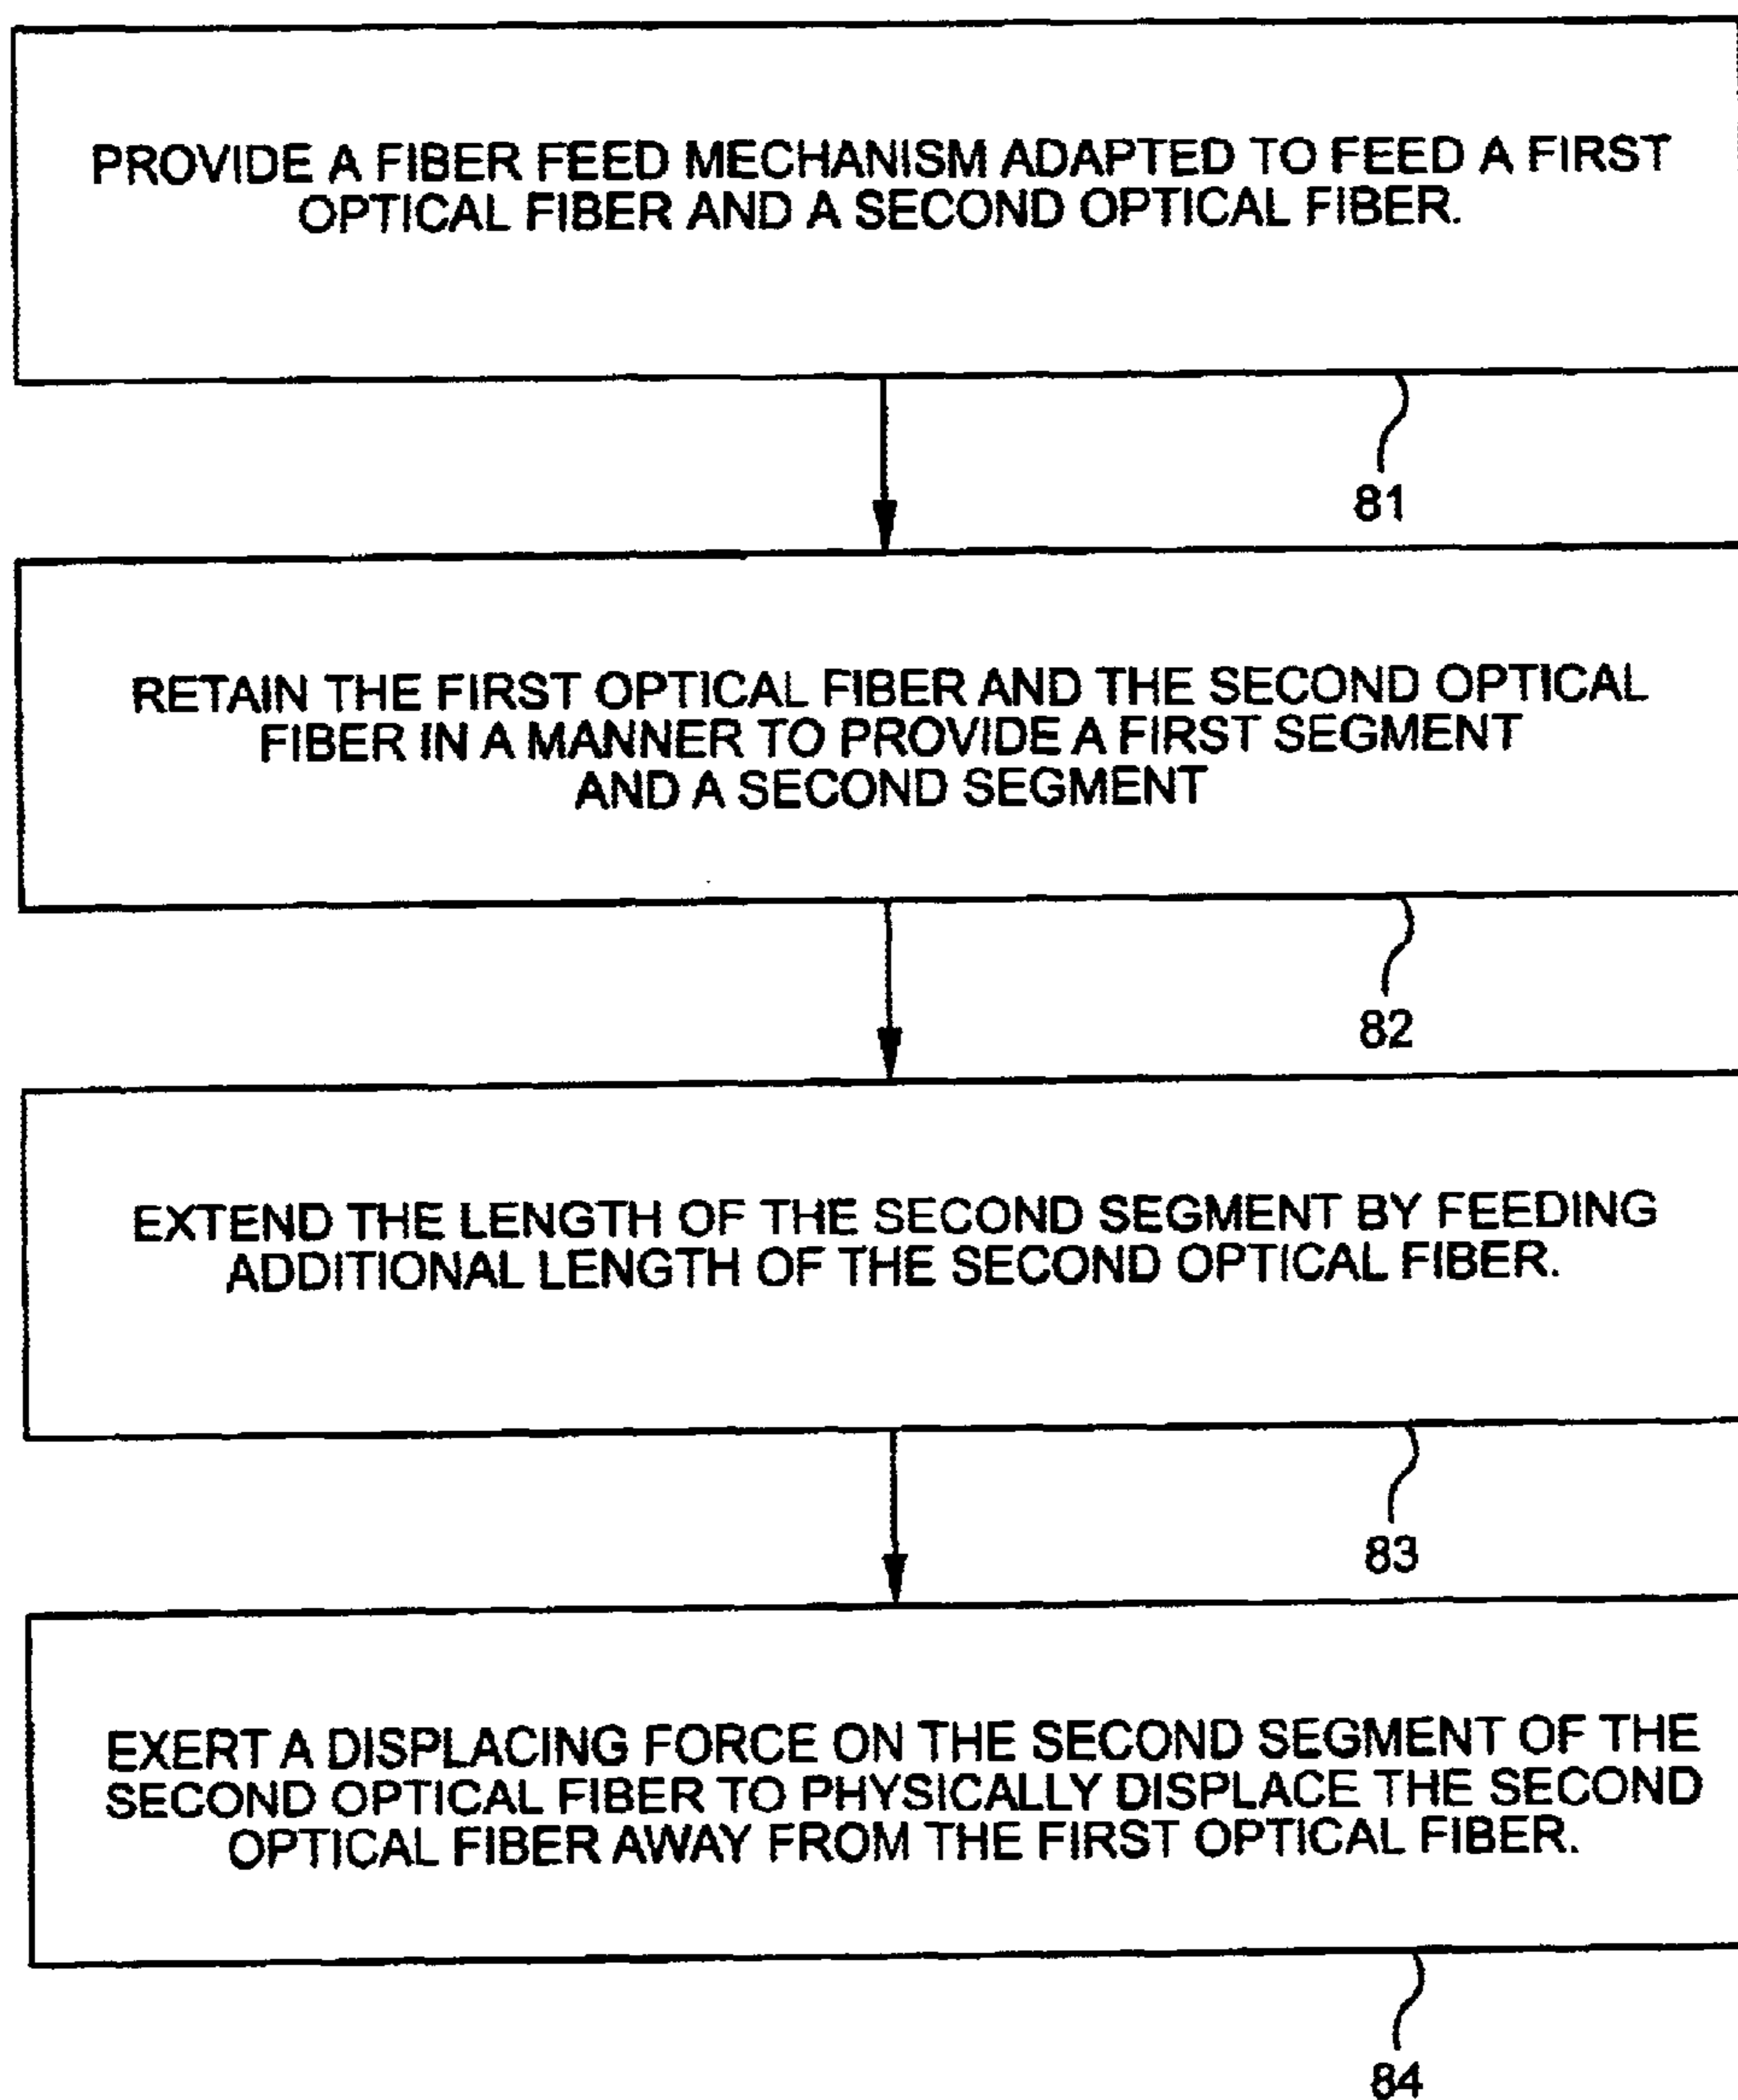 PROVIDE A FIBER FEED MECHANISM ADAPTED TO FEED A FIRST
OPTICAL FIBER AND A SECOND OPTICAL FIBER.
81
RETAIN THE FIRST OPTICAL FIBER AND THE SECOND OPTICAL
FIBER IN A MANNER TO PROVIDE A FIRST SEGMENT
AND A SECOND SEGMENT
82
EXTEND THE LENGTH OF THE SECOND SEGMENT BY FEEDING
ADDITIONAL LENGTH OF THE SECOND OPTICAL FIBER.
83
EXERT A DISPLACING FORCE ON THE SECOND SEGMENT OF THE
SECOND OPTICAL FIBER TO PHYSICALLY DISPLACE THE SECOND
OPTICAL FIBER AWAY FROM THE FIRST OPTICAL FIBER.
84